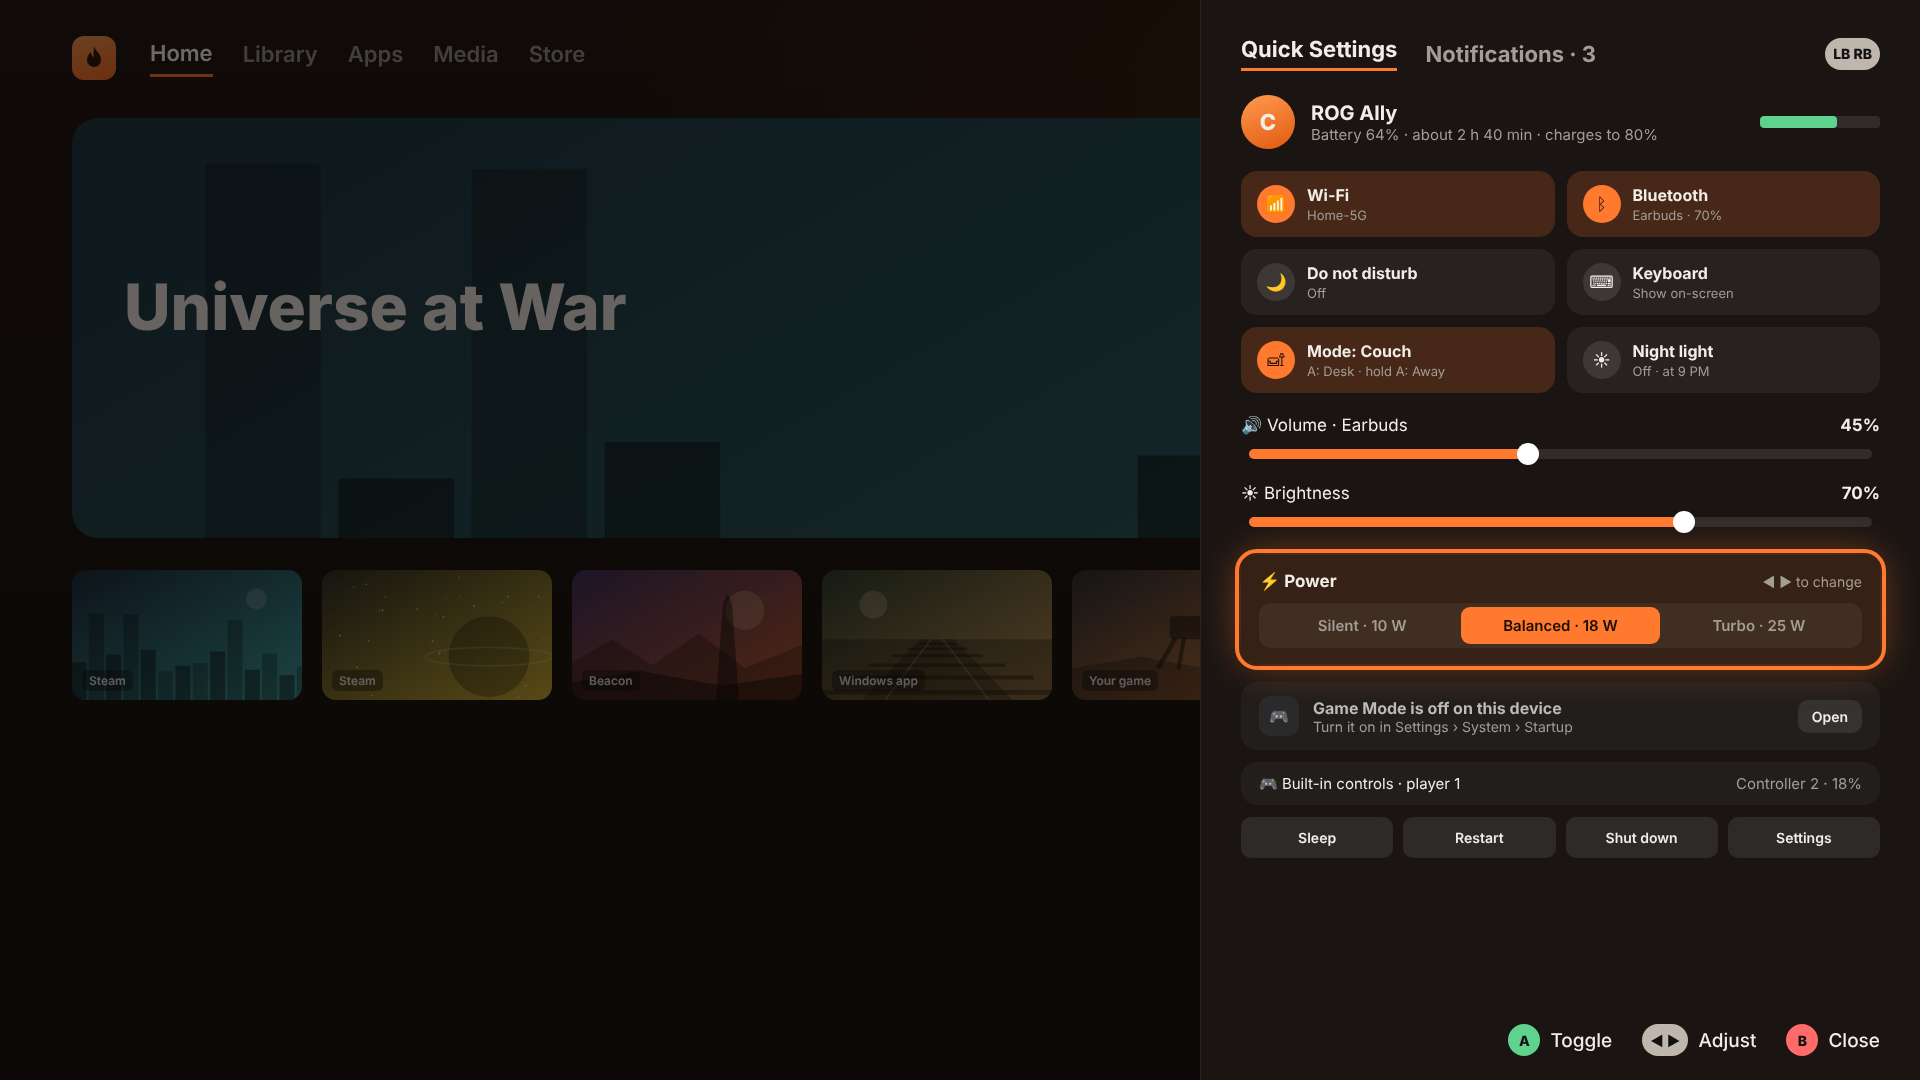 Home Library Apps Media Store
Universe at War
Steam
Steam
Beacon
Windows app
Your game
Quick Settings Notifications · 3 LB RB
C
ROG Ally
Battery 64% · about 2 h 40 min · charges to 80%
Wi-Fi
Home-5G
Bluetooth
Earbuds · 70%
Do not disturb
Off
Keyboard
Show on-screen
Mode: Couch
A: Desk · hold A: Away
Night light
Off · at 9 PM
Volume · Earbuds 45%
Brightness 70%
Power ◀ ▶ to change
Silent · 10 W Balanced · 18 W Turbo · 25 W
Game Mode is off on this device
Turn it on in Settings › System › Startup
Open
Built-in controls · player 1 Controller 2 · 18%
Sleep Restart Shut down Settings
A Toggle ◀▶ Adjust B Close